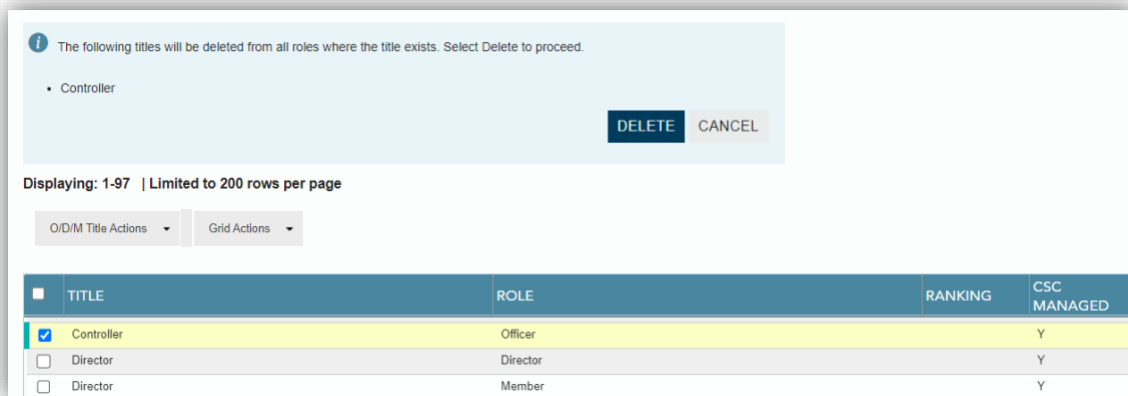 The following titles will be deleted from all roles where the title exists. Select Delete to proceed.
• Controller
DELETE CANCEL
Displaying: 1-97 | Limited to 200 rows per page
O/D/M Title Actions Grid Actions
TITLE ROLE RANKING CSC MANAGED
Controller Officer Y
Director Director Y
Director Member Y